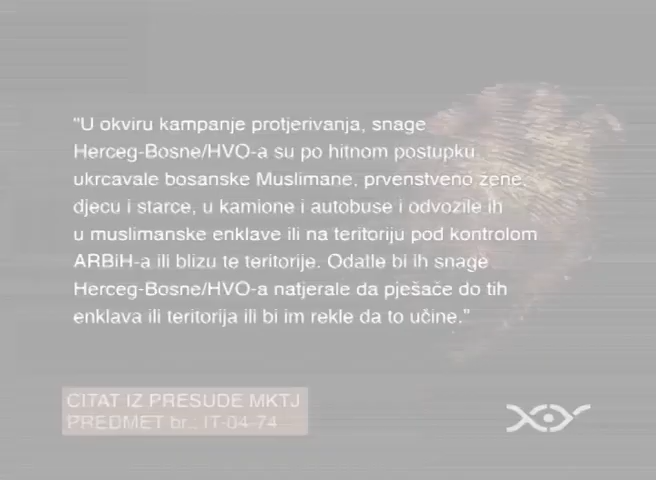 "U okviru kampanje protjerivanja, snage
Herceg-Bosne/HVO-a su po hitnom postupku
ukrcavale bosanske Muslimane, prvenstveno žene,
djecu i starce, u kamione i autobuse i odvozile ih
u muslimanske enklave ili na teritoriju pod kontrolom
ARBiH-a ili blizu te teritorije. Odatle bi ih snage
Herceg-Bosne/HVO-a natjerale da pješače do tih
enklava ili teritorija ili bi im rekle da to učine."
CITAT IZ PRESUDE MKTJ
PREDMET br.: IT-04-74